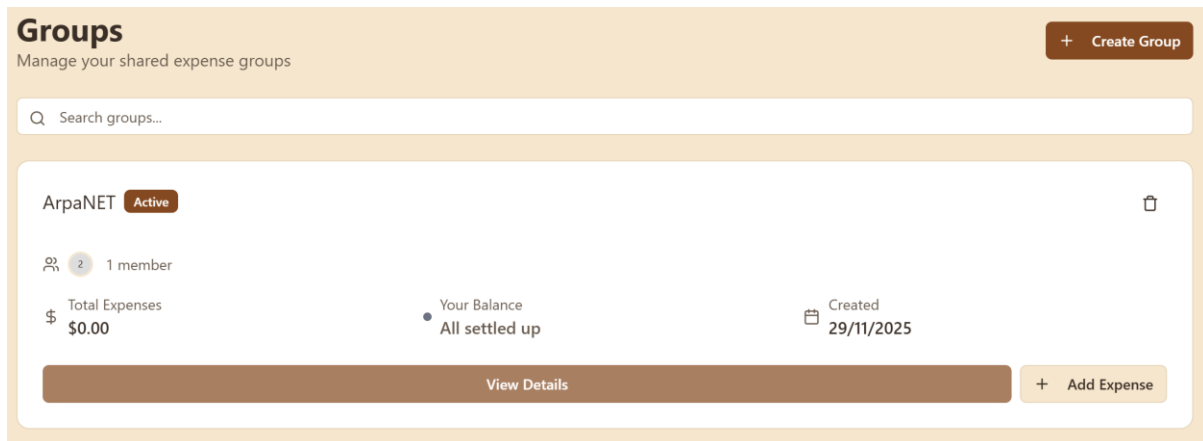 Groups
Manage your shared expense groups
+ Create Group
Search groups...
ArpaNET Active
2 1 member
$ Total Expenses
$0.00
Your Balance
All settled up
Created
29/11/2025
View Details
+ Add Expense